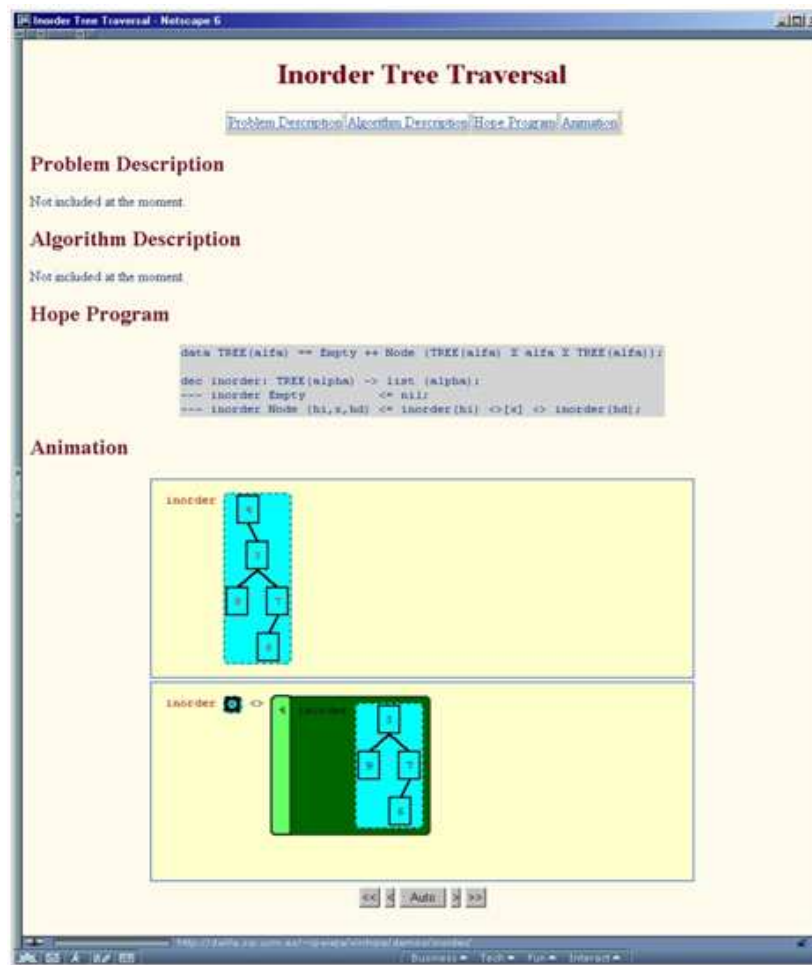 Inorder Tree Traversal - Netscape 6
Inorder Tree Traversal
Problem Description Algorithm Description Hope Program Animation
Problem Description
Not included at the moment.
Algorithm Description
Not included at the moment.
Hope Program
data TREE(alfa) == Empty ++ Node (TREE(alfa) X alfa X TREE(alfa));
dec inorder: TREE(alpha) -> list (alpha);
--- inorder Empty <= nil;
--- inorder Node (hi,x,hd) <= inorder(hi) <>[x] <> inorder(hd);
Animation
inorder
7
inorder <>
inorder
7
<< < Auto > >>
Business Tech Fun Interact